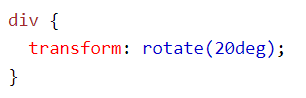 div {
  transform: rotate(20deg);
}